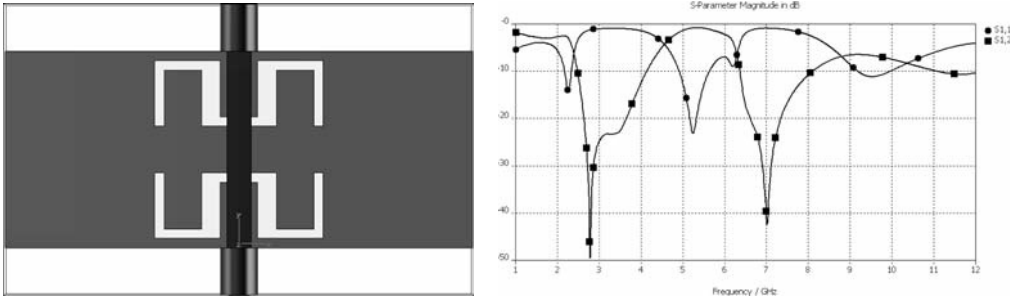 S-Parameter Magnitude in dB
-0
-10
-20
-30
-40
-50
1 2 3 4 5 6 7 8 9 10 11 12
Frequency / GHz
S1,1
S1,2